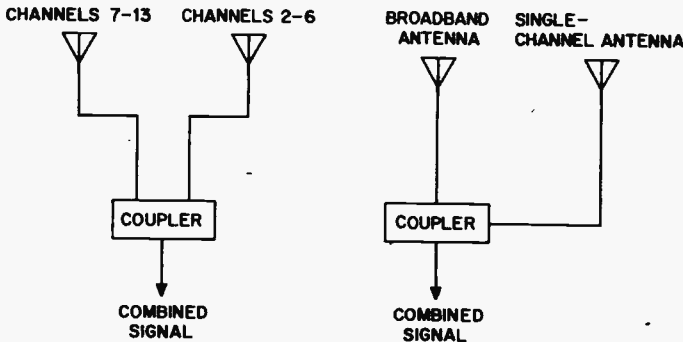 CHANNELS 7-13
CHANNELS 2-6
COUPLER
COMBINED
SIGNAL
BROADBAND
ANTENNA
SINGLE-
CHANNEL ANTENNA
COUPLER
COMBINED
SIGNAL